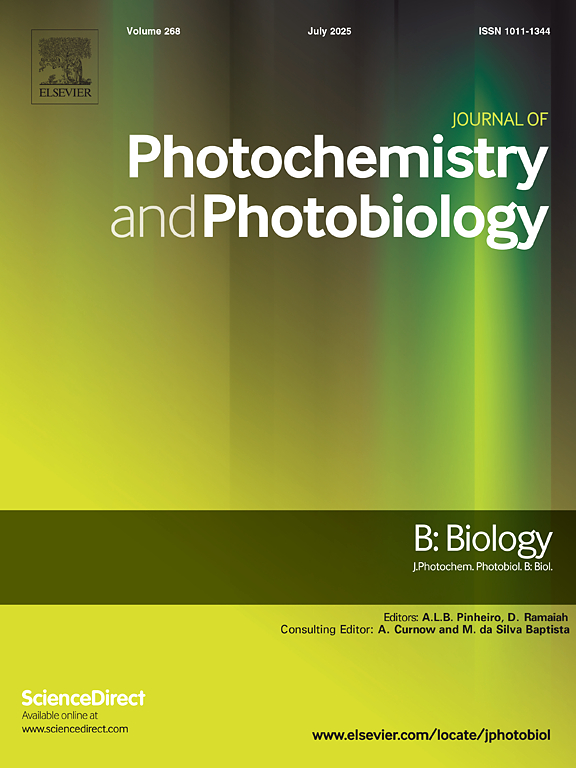 Volume 268 July 2025 ISSN 1011-1344
ELSEVIER
JOURNAL OF
Photochemistry
and Photobiology
B: Biology
J.Photochem. Photobiol. B: Biol.
Editors: A.L.B. Pinheiro, D. Ramaiah
Consulting Editor: A. Curnow and M. da Silva Baptista
ScienceDirect
Available online at
www.sciencedirect.com
www.elsevier.com/locate/jphotobiol